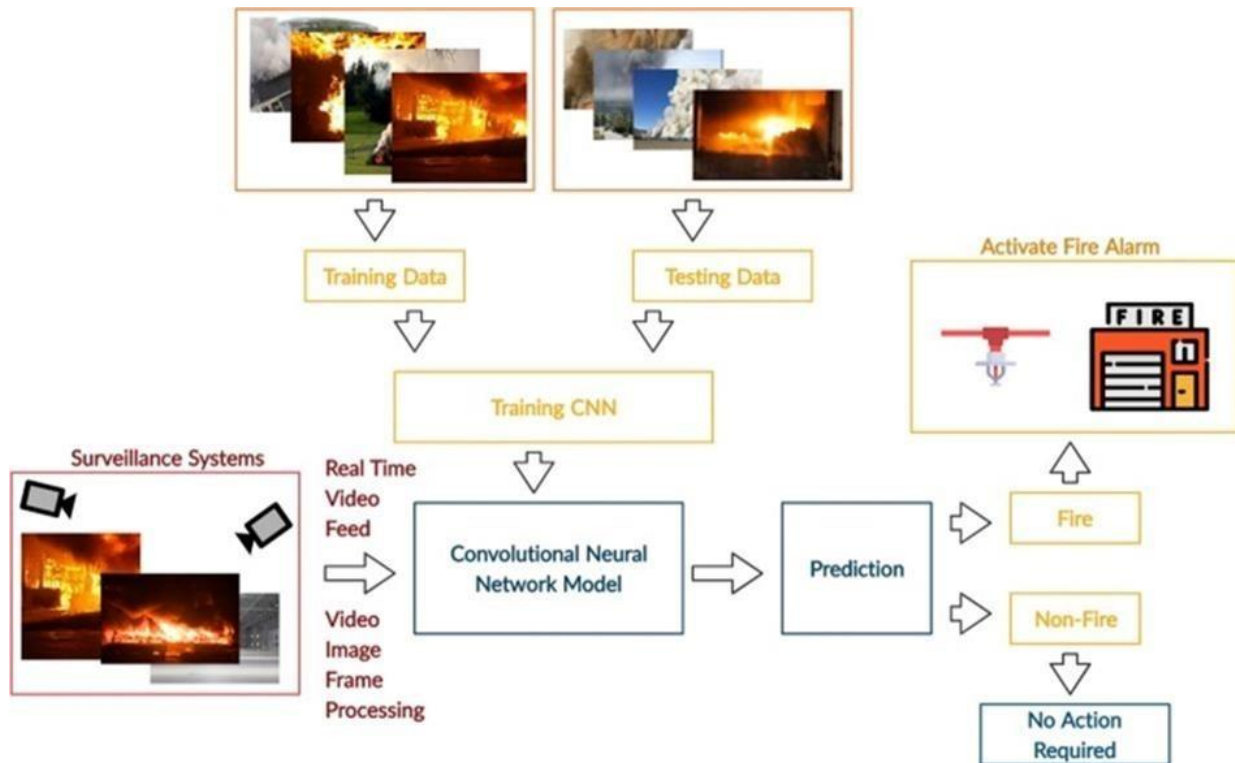 Training Data
Testing Data
Activate Fire Alarm
FIRE
Training CNN
Surveillance Systems
Real Time
Video
Feed
Convolutional Neural
Network Model
Prediction
Fire
Video
Image
Frame
Processing
Non-Fire
No Action
Required